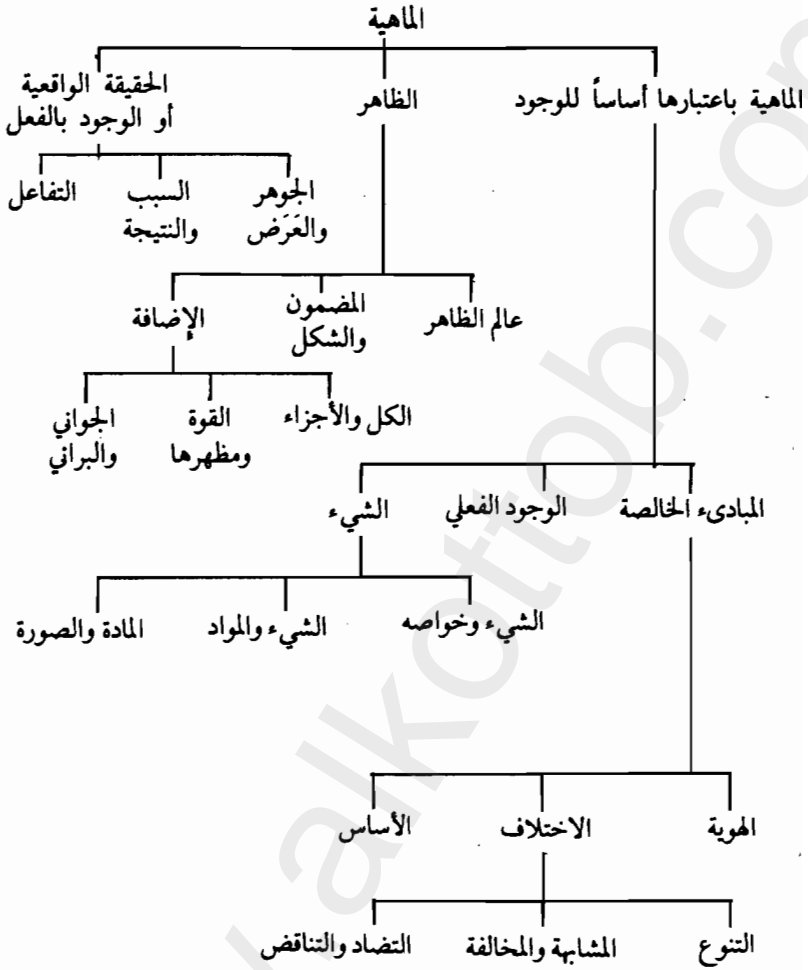 الماهية
الماهية باعتبارها أساساً للوجود
الظاهر
الحقيقة الواقعية
أو الوجود بالفعل
الجوهر
والعَرَض
السبب
والنتيجة
التفاعل
عالم الظاهر
المضمون
والشكل
الإضافة
الكل والأجزاء
القوة
ومظهرها
الجواني
والبراني
المبادىء الخالصة
الوجود الفعلي
الشيء
الشيء وخواصه
الشيء والمواد
المادة والصورة
الهوية
الاختلاف
الأساس
التنوع
المشابهة والمخالفة
التضاد والتناقض
alkottob.co